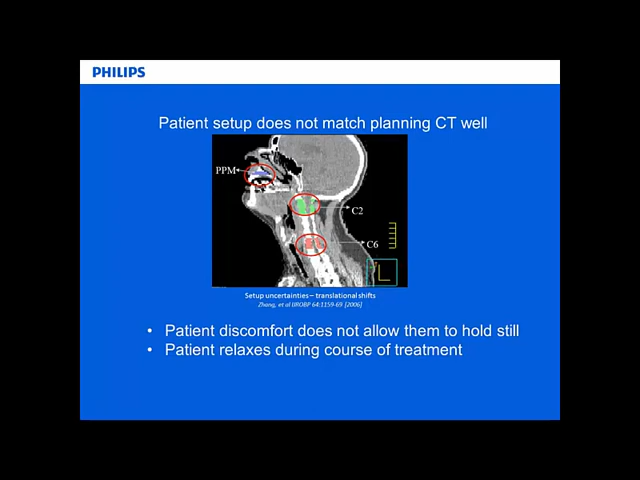 PHILIPS
Patient setup does not match planning CT well
PPM
C2
C6
L
Setup uncertainties – translational shifts
Zhang, et al IJROBP 64:1159-69 [2006]
• Patient discomfort does not allow them to hold still
• Patient relaxes during course of treatment